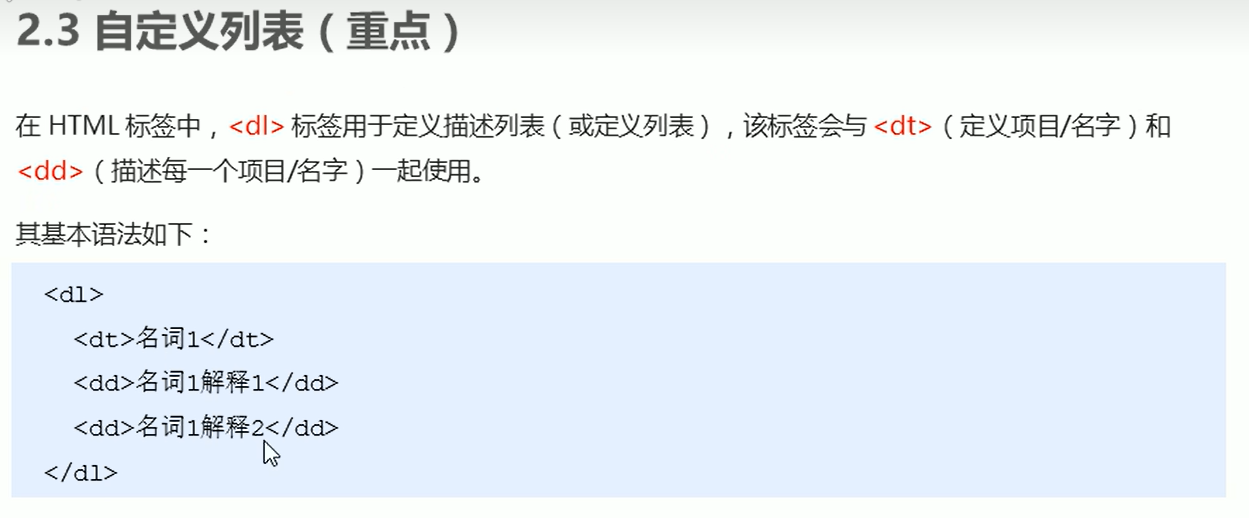 2.3 自定义列表（重点）
在 HTML 标签中，<dl> 标签用于定义描述列表（或定义列表），该标签会与 <dt>（定义项目/名字）和
<dd>（描述每一个项目/名字）一起使用。
其基本语法如下：
<dl>
<dt>名词1</dt>
<dd>名词1解释1</dd>
<dd>名词1解释2</dd>
</dl>